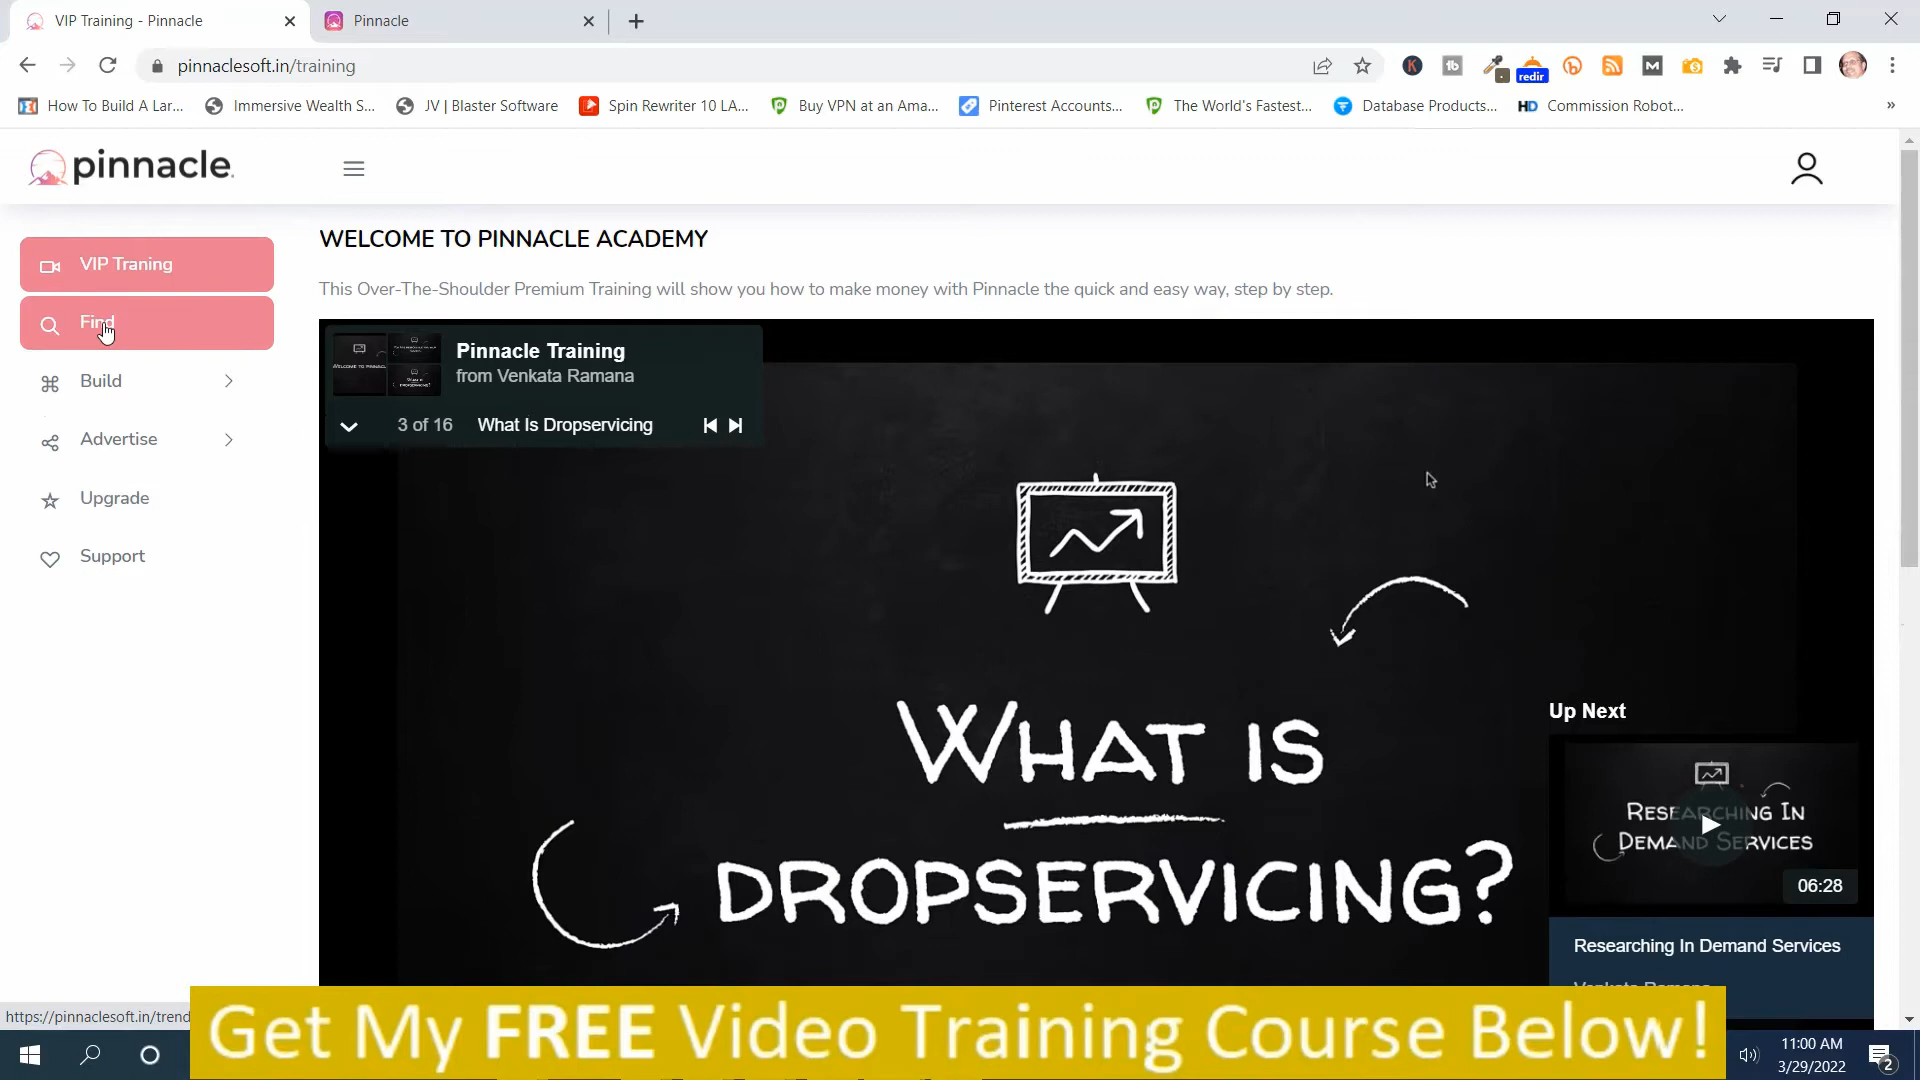 VIP Training - Pinnacle
Pinnacle
pinnaclesoft.in/training
redir
How To Build A Lar...
Immersive Wealth S...
JV | Blaster Software
Spin Rewriter 10 LA...
Buy VPN at an Ama...
Pinterest Accounts...
The World's Fastest...
Database Products...
HD Commission Robot...
pinnacle.
VIP Traning
Find
Build
Advertise
Upgrade
Support
WELCOME TO PINNACLE ACADEMY
This Over-The-Shoulder Premium Training will show you how to make money with Pinnacle the quick and easy way, step by step.
Pinnacle Training
from Venkata Ramana
3 of 16 What Is Dropservicing
WHAT IS
DROPSERVICING?
Up Next
RESEARCHING IN
DEMAND SERVICES
06:28
Researching In Demand Services
Venkata Ramana
https://pinnaclesoft.in/trend
Get My FREE Video Training Course Below!
11:00 AM
3/29/2022
2